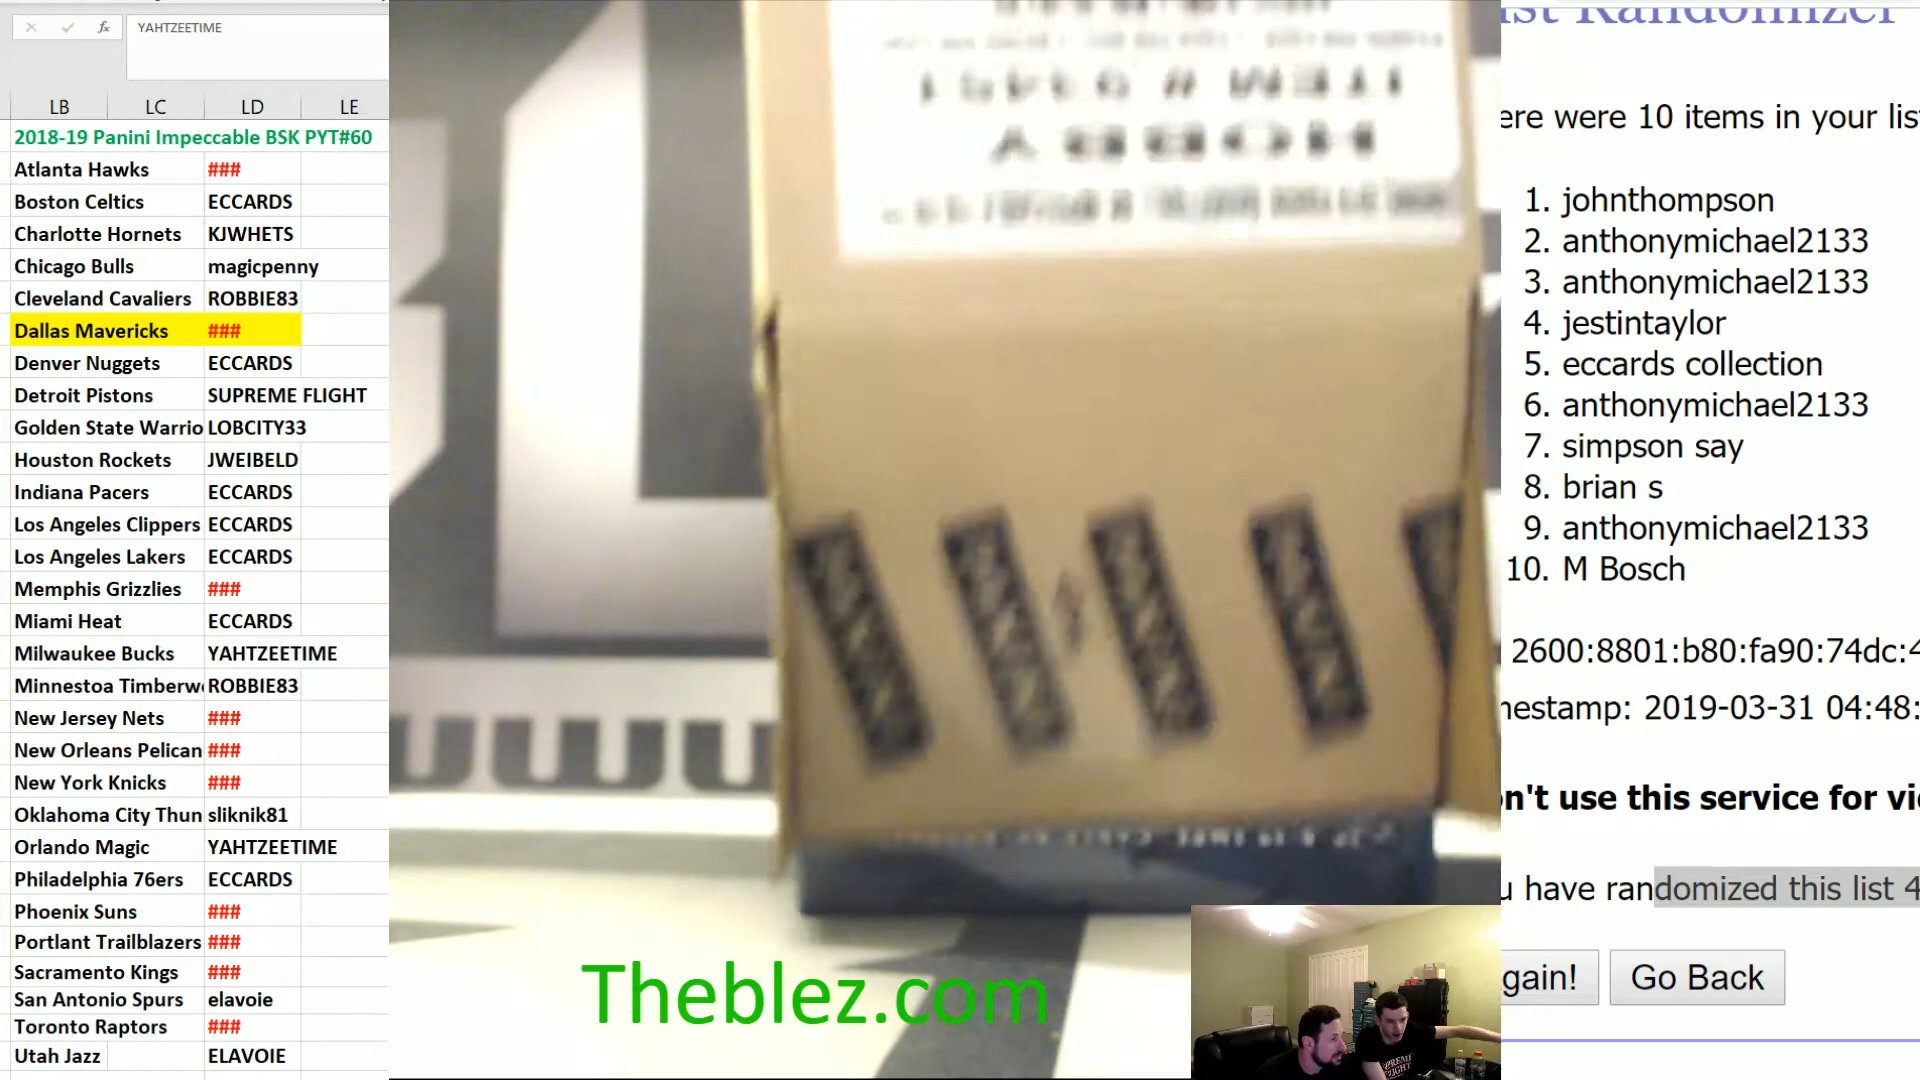 YAHTZEETIME
LB LC LD LE
2018-19 Panini Impeccable BSK PYT#60
Atlanta Hawks ###
Boston Celtics ECCARDS
Charlotte Hornets KJWHETS
Chicago Bulls magicpenny
Cleveland Cavaliers ROBBIE83
Dallas Mavericks ###
Denver Nuggets ECCARDS
Detroit Pistons SUPREME FLIGHT
Golden State Warrio LOBCITY33
Houston Rockets JWEIBELD
Indiana Pacers ECCARDS
Los Angeles Clippers ECCARDS
Los Angeles Lakers ECCARDS
Memphis Grizzlies ###
Miami Heat ECCARDS
Milwaukee Bucks YAHTZEETIME
Minnestoa Timberw ROBBIE83
New Jersey Nets ###
New Orleans Pelican ###
New York Knicks ###
Oklahoma City Thun sliknik81
Orlando Magic YAHTZEETIME
Philadelphia 76ers ECCARDS
Phoenix Suns ###
Portlant Trailblazers ###
Sacramento Kings ###
San Antonio Spurs elavoie
Toronto Raptors ###
Utah Jazz ELAVOIE
Theblez.com
ist Randomizer
ere were 10 items in your lis
1. johnthompson
2. anthonymichael2133
3. anthonymichael2133
4. jestintaylor
5. eccards collection
6. anthonymichael2133
7. simpson say
8. brian s
9. anthonymichael2133
10. M Bosch
2600:8801:b80:fa90:74dc:4
nestamp: 2019-03-31 04:48:
n't use this service for vi
u have randomized this list 4
gain! Go Back